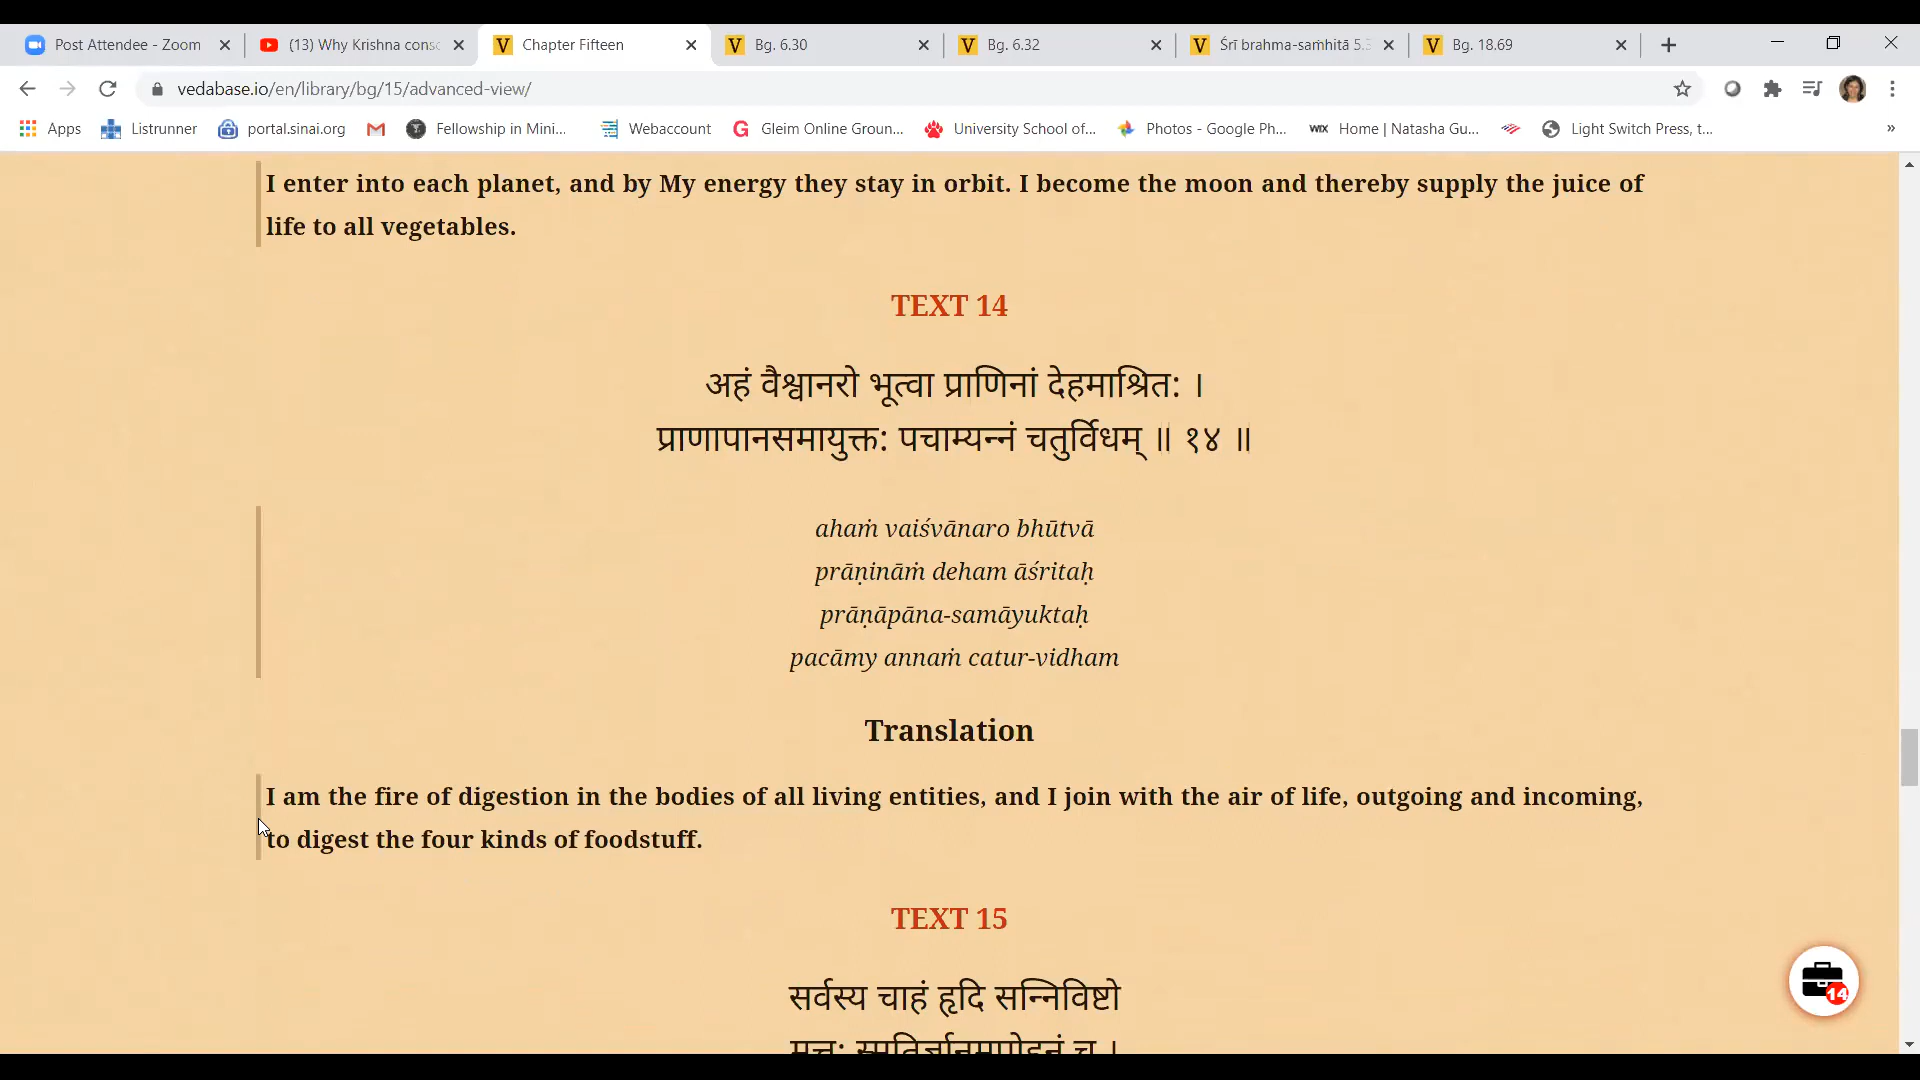 Post Attendee - Zoom
(13) Why Krishna consc
Chapter Fifteen
Bg. 6.30
Bg. 6.32
Śrī brahma-saṁhitā 5.3
Bg. 18.69
vedabase.io/en/library/bg/15/advanced-view/
Apps
Listrunner
portal.sinai.org
Fellowship in Mini...
Webaccount
Gleim Online Groun...
University School of...
Photos - Google Ph...
WIX Home | Natasha Gu...
Light Switch Press, t...
»
I enter into each planet, and by My energy they stay in orbit. I become the moon and thereby supply the juice of
life to all vegetables.
TEXT 14
अहं वैश्वानरो भूत्वा प्राणिनां देहमाश्रित: ।
प्राणापानसमायुक्त: पचाम्यन्नं चतुर्विधम् ॥ १४ ॥
ahaṁ vaiśvānaro bhūtvā
prāṇināṁ deham āśritaḥ
prāṇāpāna-samāyuktaḥ
pacāmy annaṁ catur-vidham
Translation
I am the fire of digestion in the bodies of all living entities, and I join with the air of life, outgoing and incoming,
to digest the four kinds of foodstuff.
TEXT 15
सर्वस्य चाहं हृदि सन्निविष्टो
मत्त: स्मृतिर्ज्ञानमपोहनं च ।
14